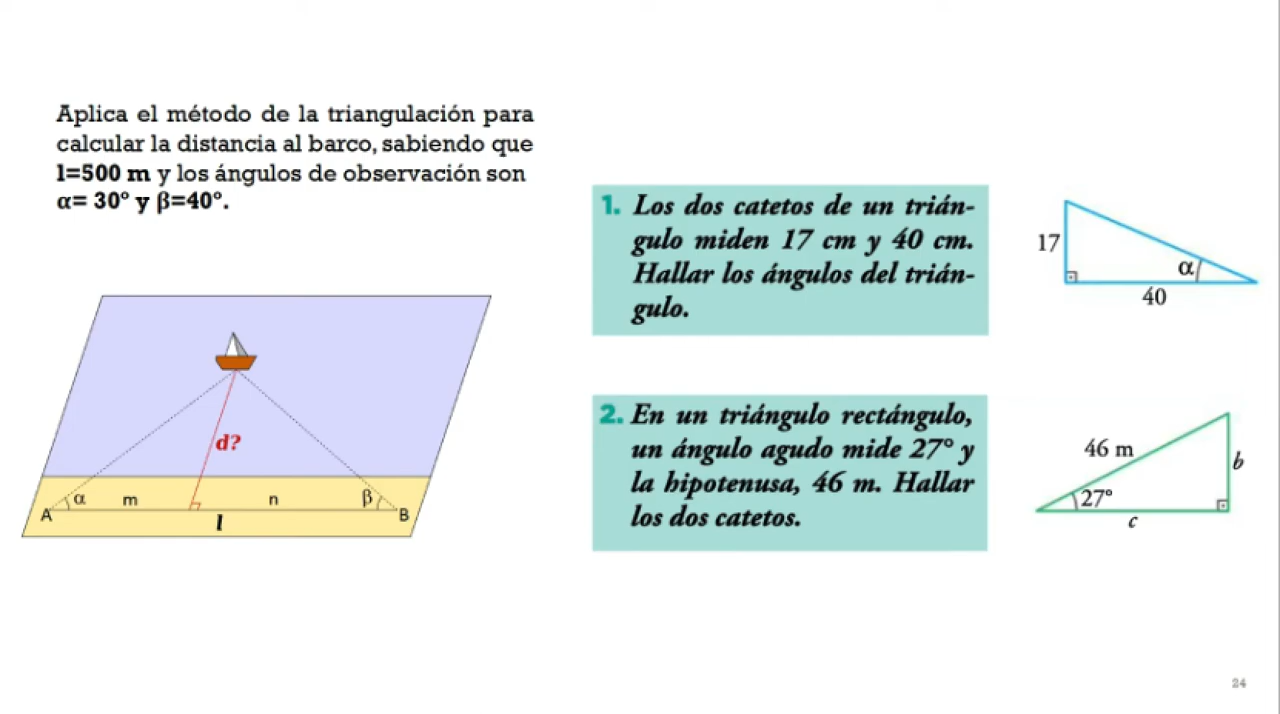 Aplica el método de la triangulación para
calcular la distancia al barco, sabiendo que
l=500 m y los ángulos de observación son
α= 30º y β=40º.
d?
α
m
n
β
A
l
B
1. Los dos catetos de un trián-
gulo miden 17 cm y 40 cm.
Hallar los ángulos del trián-
gulo.
17
α
40
2. En un triángulo rectángulo,
un ángulo agudo mide 27° y
la hipotenusa, 46 m. Hallar
los dos catetos.
46 m
b
27°
c
24